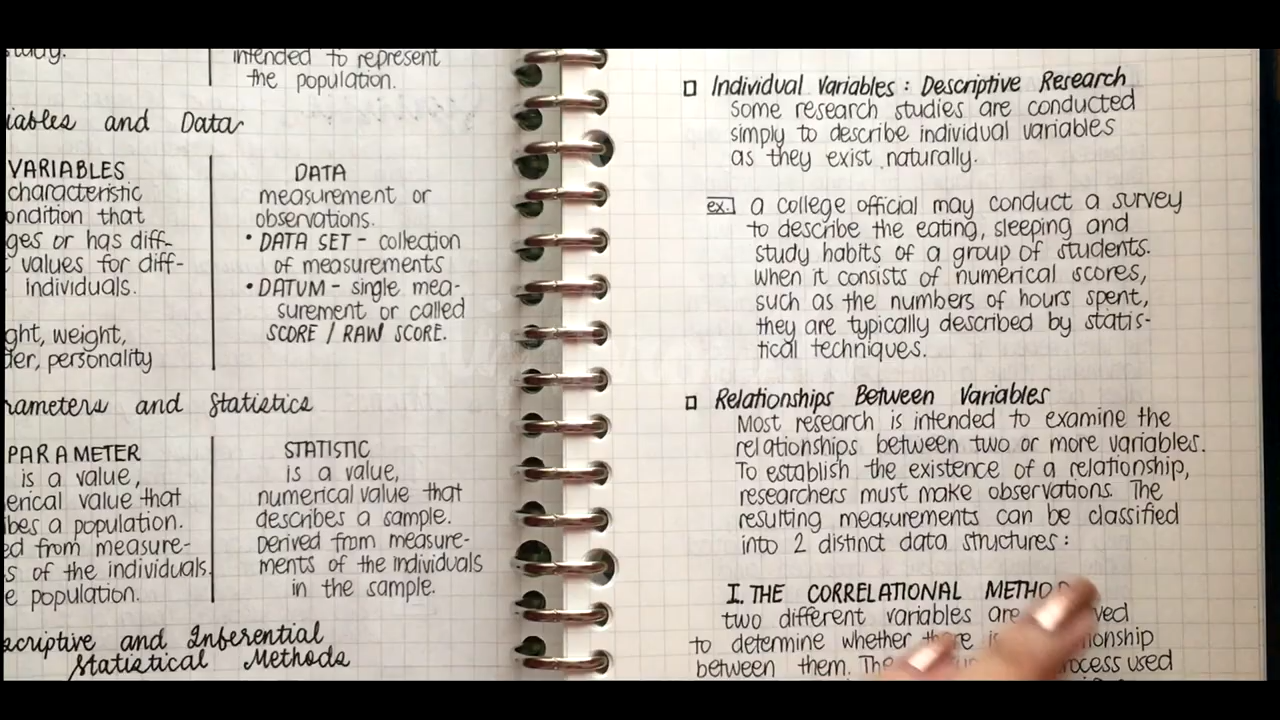 study.
intended to represent
the population.
iables and Data
VARIABLES
characteristic
ondition that
ges or has diff-
values for diff-
individuals.
ght, weight,
der, personality
DATA
measurement or
observations.
• DATA SET - collection
of measurements
• DATUM - single mea-
surement or called
SCORE / RAW SCORE.
rameters and Statistics
PARAMETER
is a value,
erical value that
ibes a population.
ed from measure-
s of the individuals
e population.
STATISTIC
is a value,
numerical value that
describes a sample.
Derived from measure-
ments of the individuals
in the sample.
scriptive and Inferential
Statistical Methods
Individual Variables : Descriptive Research
Some research studies are conducted
simply to describe individual variables
as they exist naturally.
ex. a college official may conduct a survey
to describe the eating, sleeping and
study habits of a group of students.
When it consists of numerical scores,
such as the numbers of hours spent,
they are typically described by statis-
tical techniques.
Relationships Between Variables
Most research is intended to examine the
relationships between two or more variables.
To establish the existence of a relationship,
researchers must make observations. The
resulting measurements can be classified
into 2 distinct data structures :
I. THE CORRELATIONAL METHOD
two different variables are ved
to determine whether there is ionship
between them. The process used